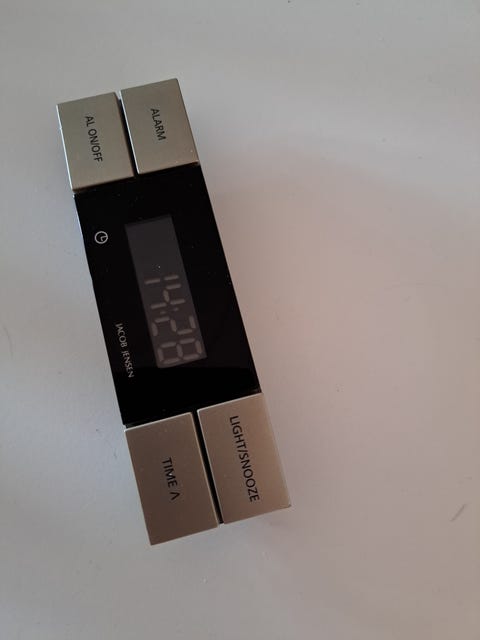 ALARM
LIGHT/SNOOZE
14:28
JACOB JENSEN
AL ON/OFF
TIME Λ